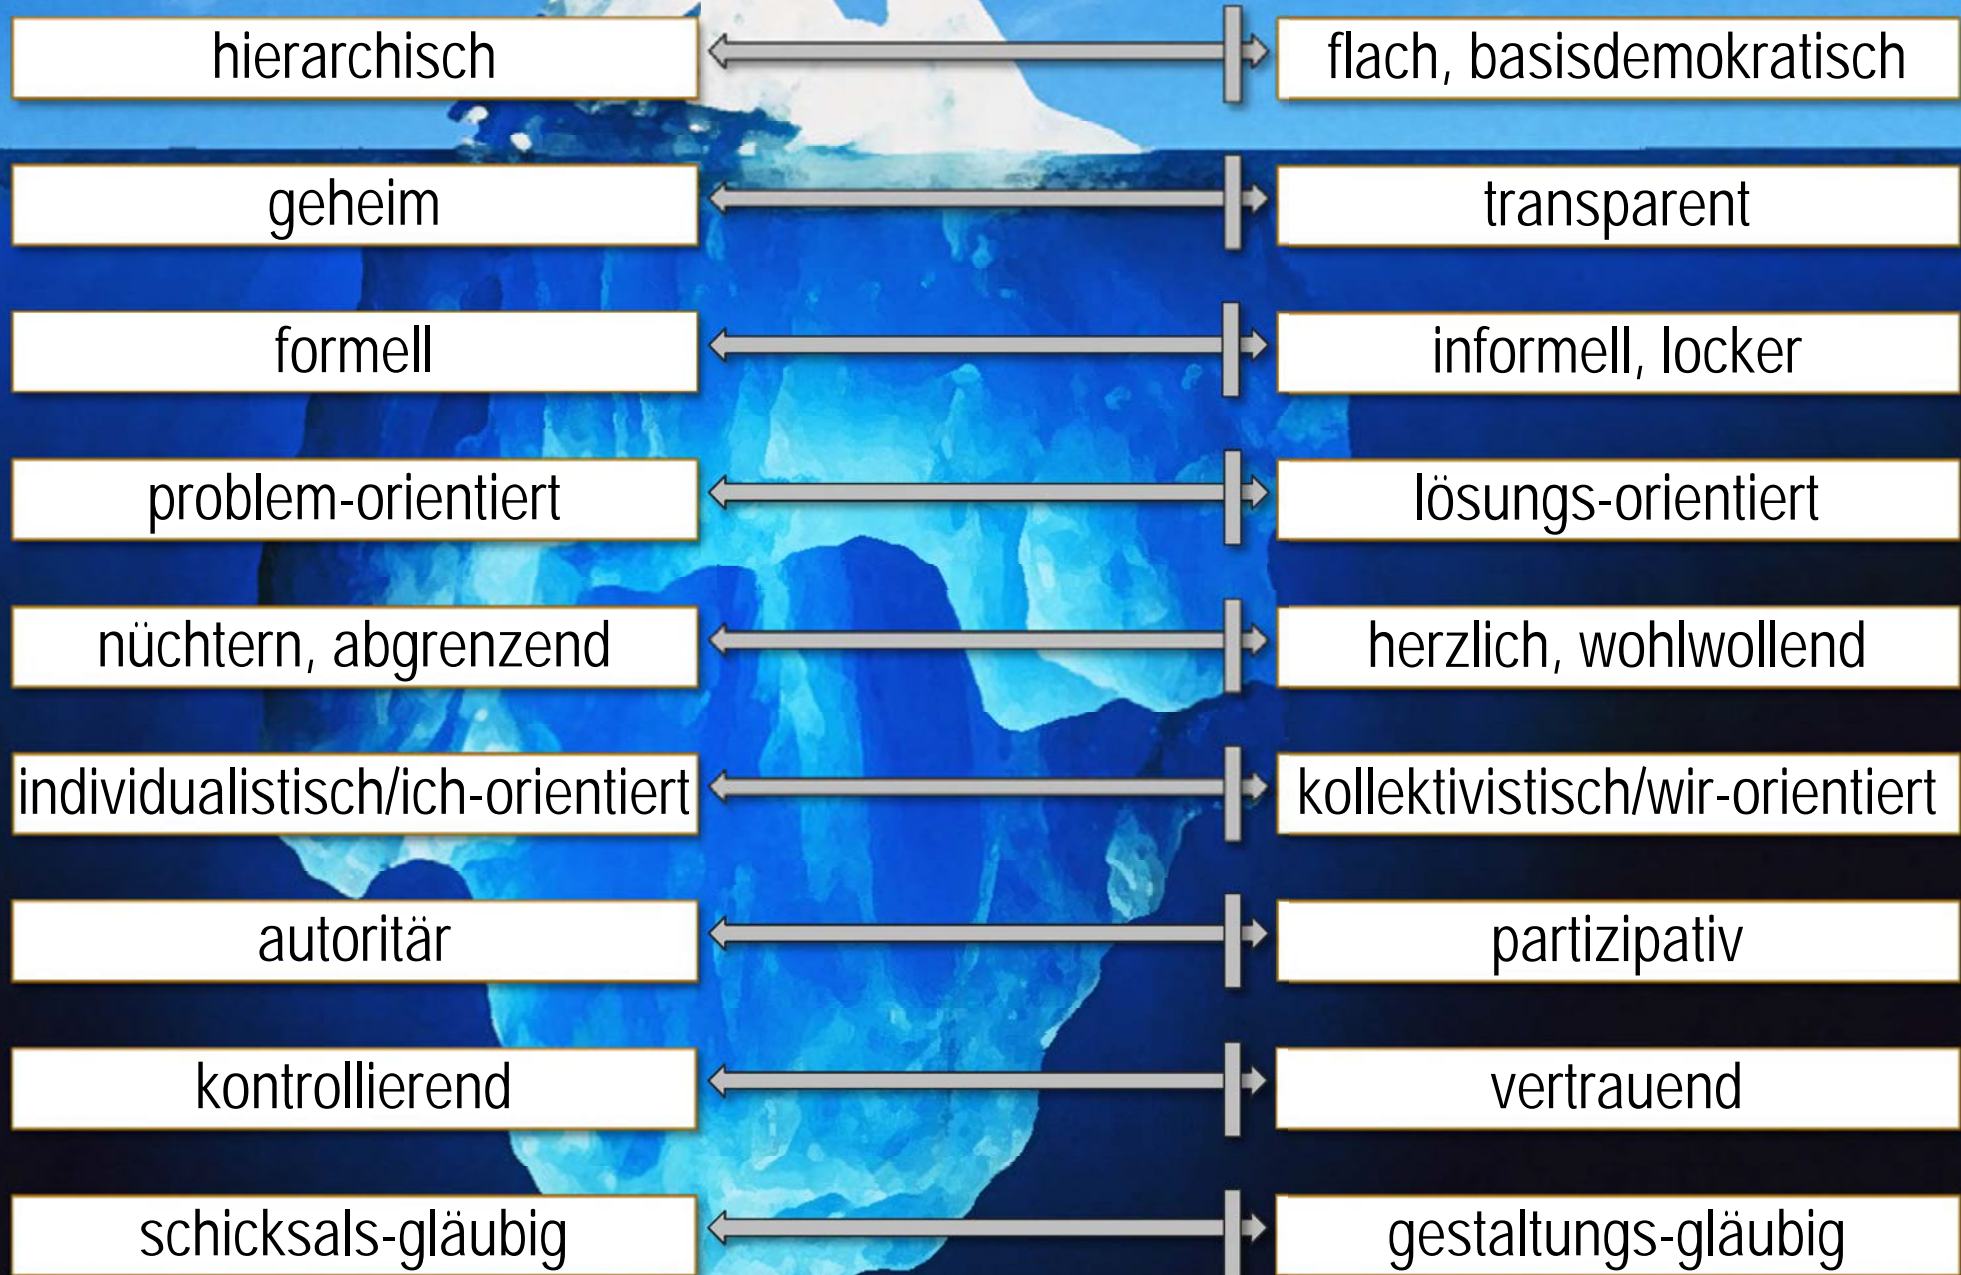 hierarchisch flach, basisdemokratisch
geheim transparent
formell informell, locker
problem-orientiert lösungs-orientiert
nüchtern, abgrenzend herzlich, wohlwollend
individualistisch/ich-orientiert kollektivistisch/wir-orientiert
autoritär partizipativ
kontrollierend vertrauend
schicksals-gläubig gestaltungs-gläubig